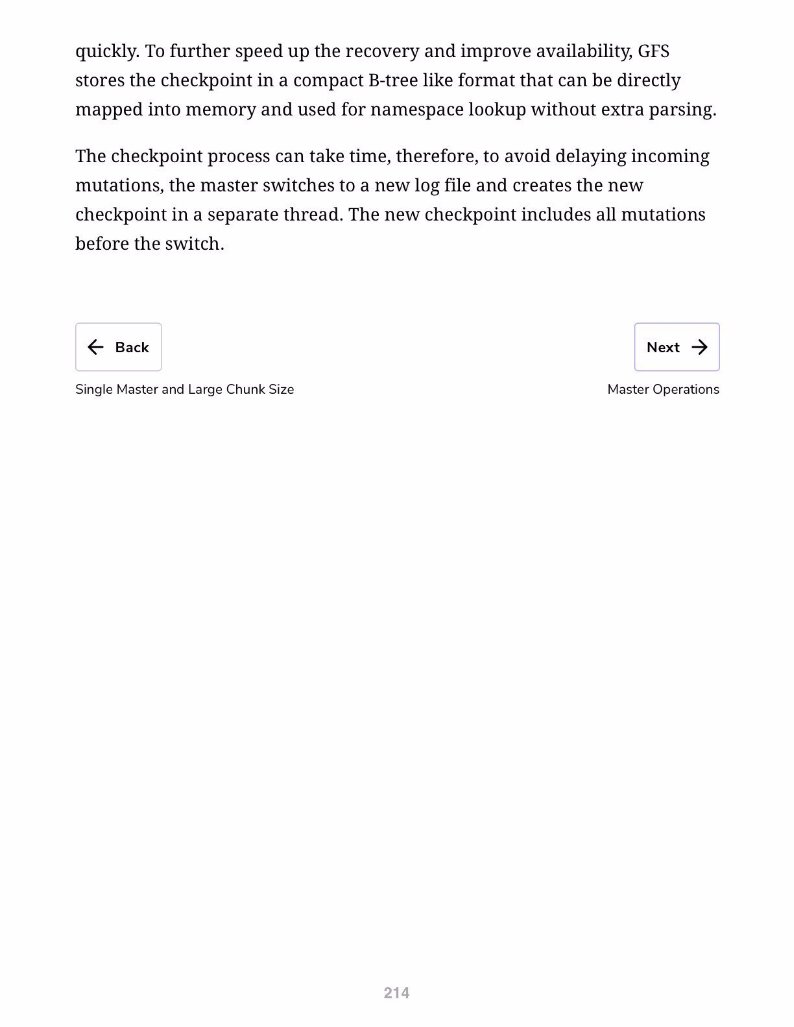 quickly. To further speed up the recovery and improve availability, GFS
stores the checkpoint in a compact B-tree like format that can be directly
mapped into memory and used for namespace lookup without extra parsing.
The checkpoint process can take time, therefore, to avoid delaying incoming
mutations, the master switches to a new log file and creates the new
checkpoint in a separate thread. The new checkpoint includes all mutations
before the switch.
← Back
Next →
Single Master and Large Chunk Size
Master Operations
214